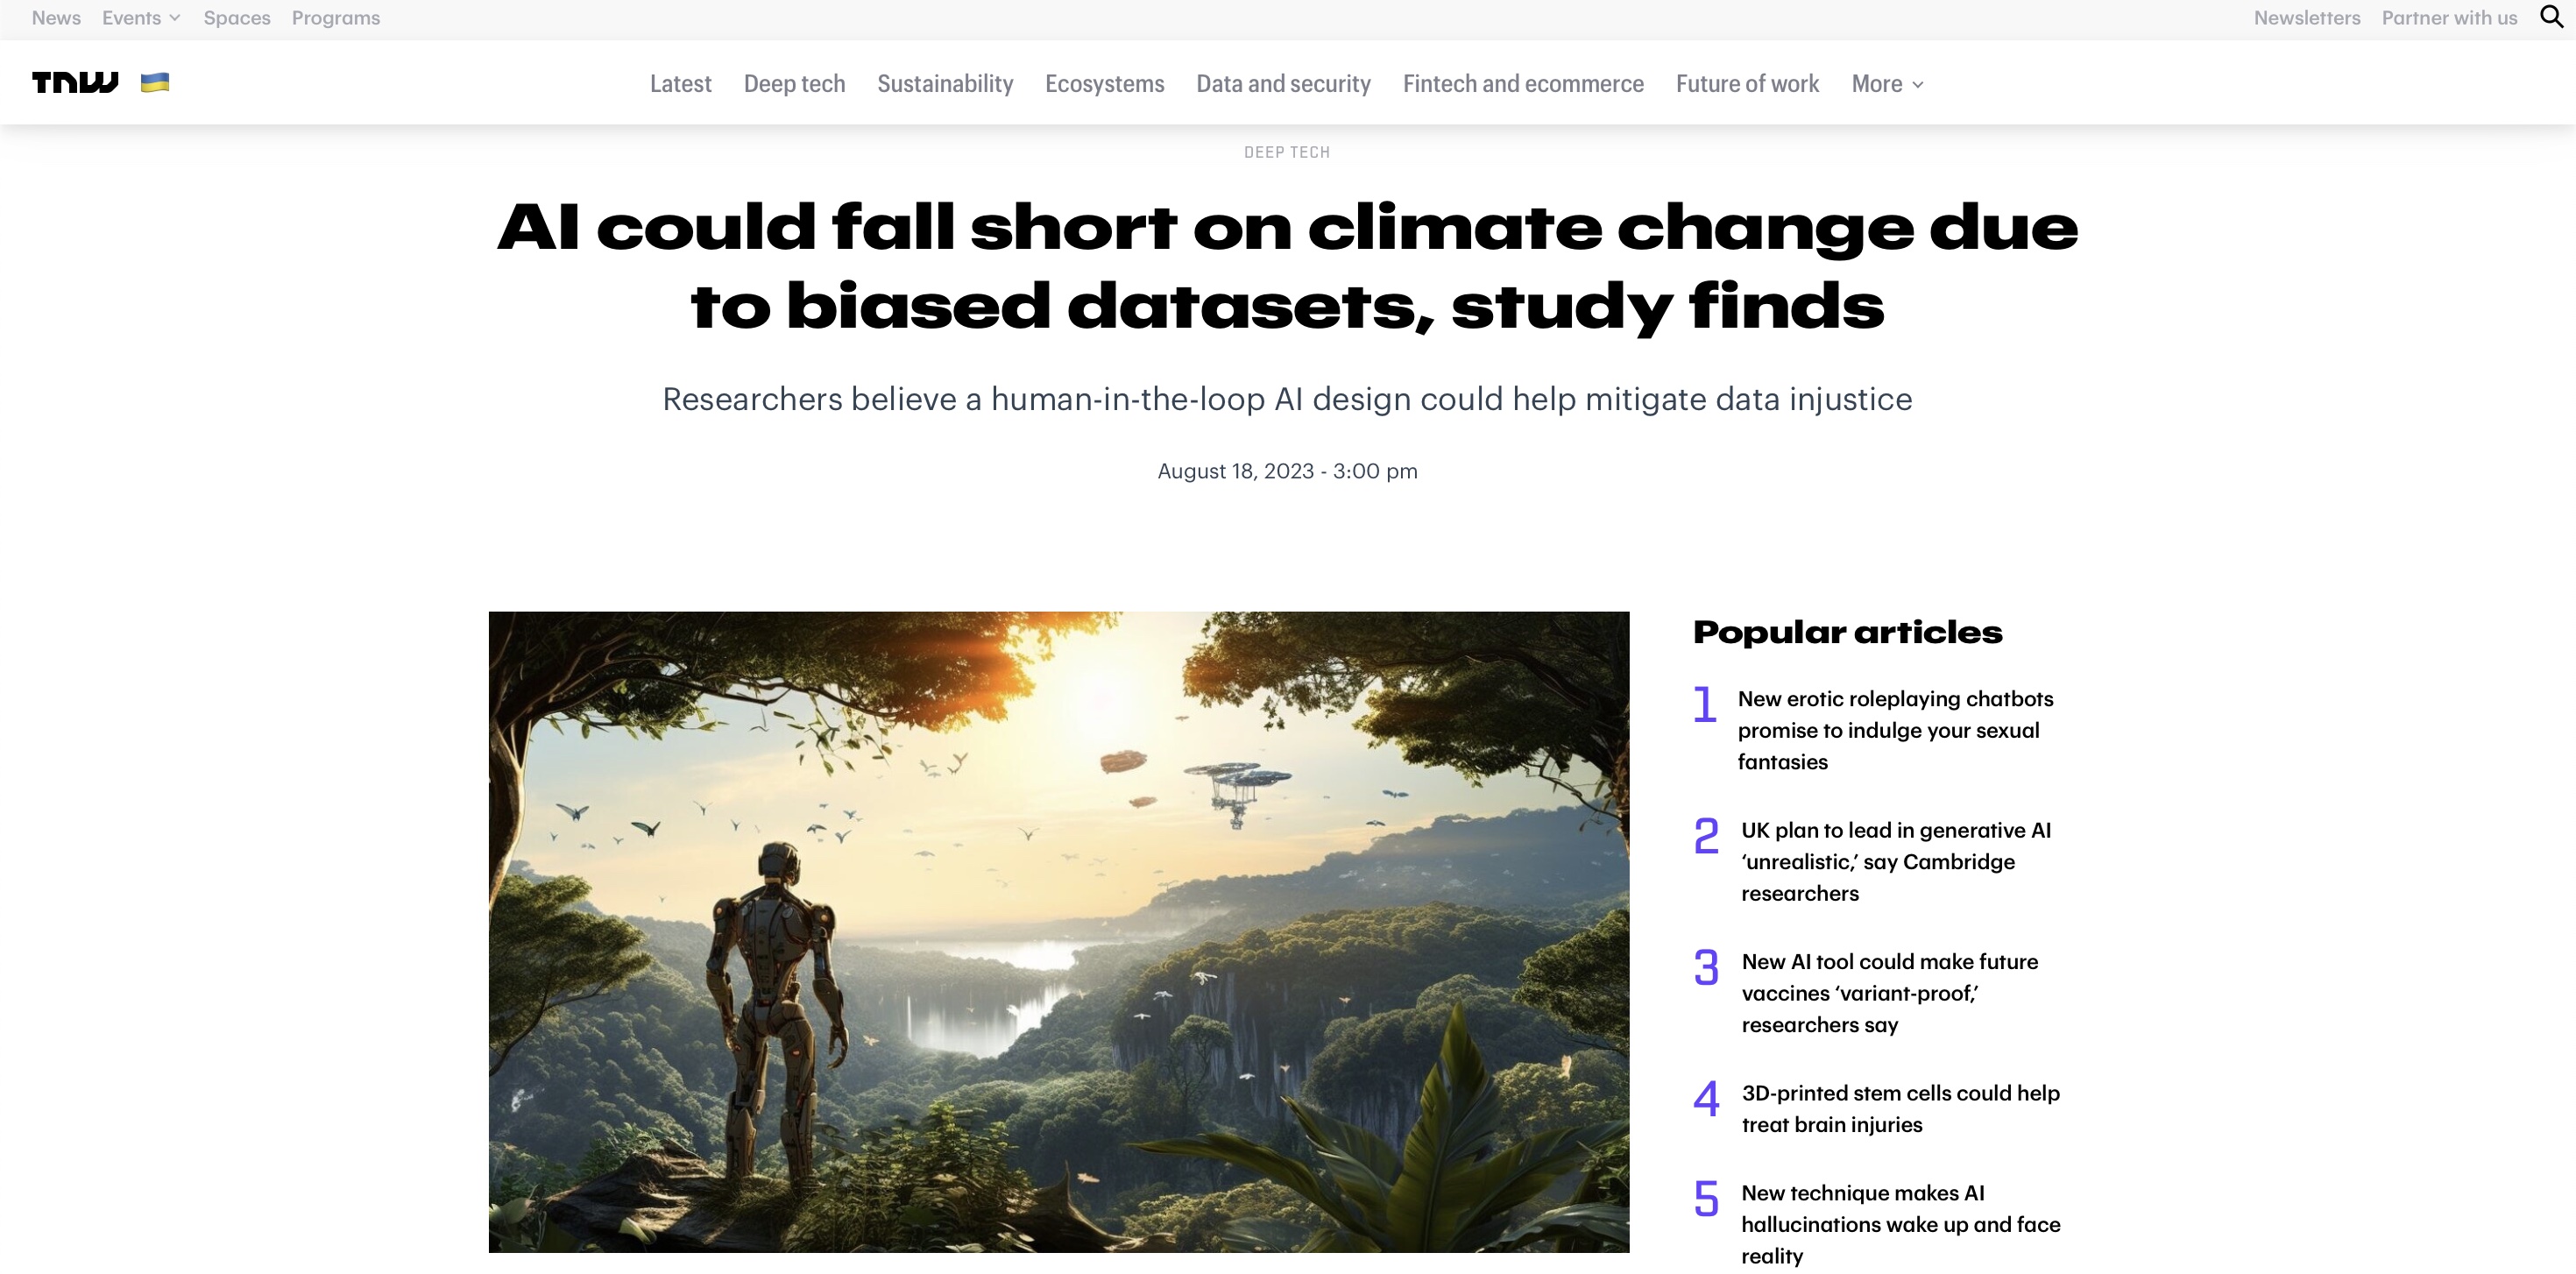 News Events Spaces Programs Newsletters Partner with us
TNW Latest Deep tech Sustainability Ecosystems Data and security Fintech and ecommerce Future of work More
DEEP TECH
AI could fall short on climate change due
to biased datasets, study finds
Researchers believe a human-in-the-loop AI design could help mitigate data injustice
August 18, 2023 - 3:00 pm
Popular articles
1 New erotic roleplaying chatbots
promise to indulge your sexual
fantasies
2 UK plan to lead in generative AI
‘unrealistic,’ say Cambridge
researchers
3 New AI tool could make future
vaccines ‘variant-proof,’
researchers say
4 3D-printed stem cells could help
treat brain injuries
5 New technique makes AI
hallucinations wake up and face
reality